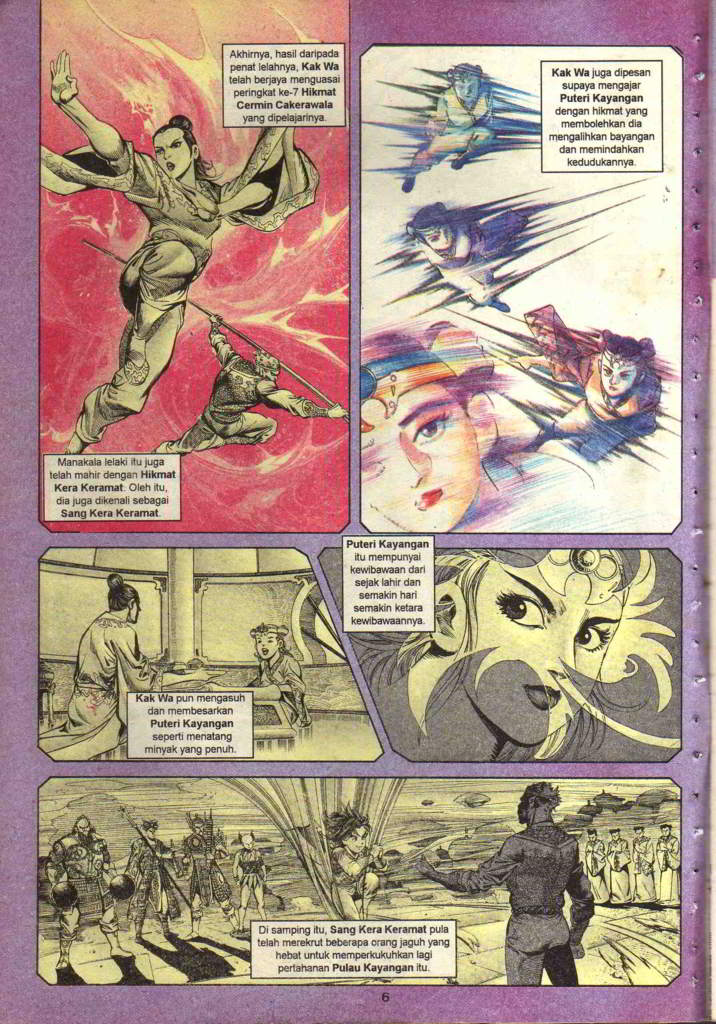 Akhirnya, hasil daripada
penat lelahnya, Kak Wa
telah berjaya menguasai
peringkat ke-7 Hikmat
Cermin Cakerawala
yang dipelajarinya.
Kak Wa juga dipesan
supaya mengajar
Puteri Kayangan
dengan hikmat yang
membolehkan dia
mengalihkan bayangan
dan memindahkan
kedudukannya.
Manakala lelaki itu juga
telah mahir dengan Hikmat
Kera Keramat. Oleh itu,
dia juga dikenali sebagai
Sang Kera Keramat.
Puteri Kayangan
itu mempunyai
kewibawaan dari
sejak lahir dan
semakin hari
semakin ketara
kewibawaannya.
Kak Wa pun mengasuh
dan membesarkan
Puteri Kayangan
seperti menatang
minyak yang penuh.
Di samping itu, Sang Kera Keramat pula
telah merekrut beberapa orang jaguh yang
hebat untuk memperkukuhkan lagi
pertahanan Pulau Kayangan itu.
6